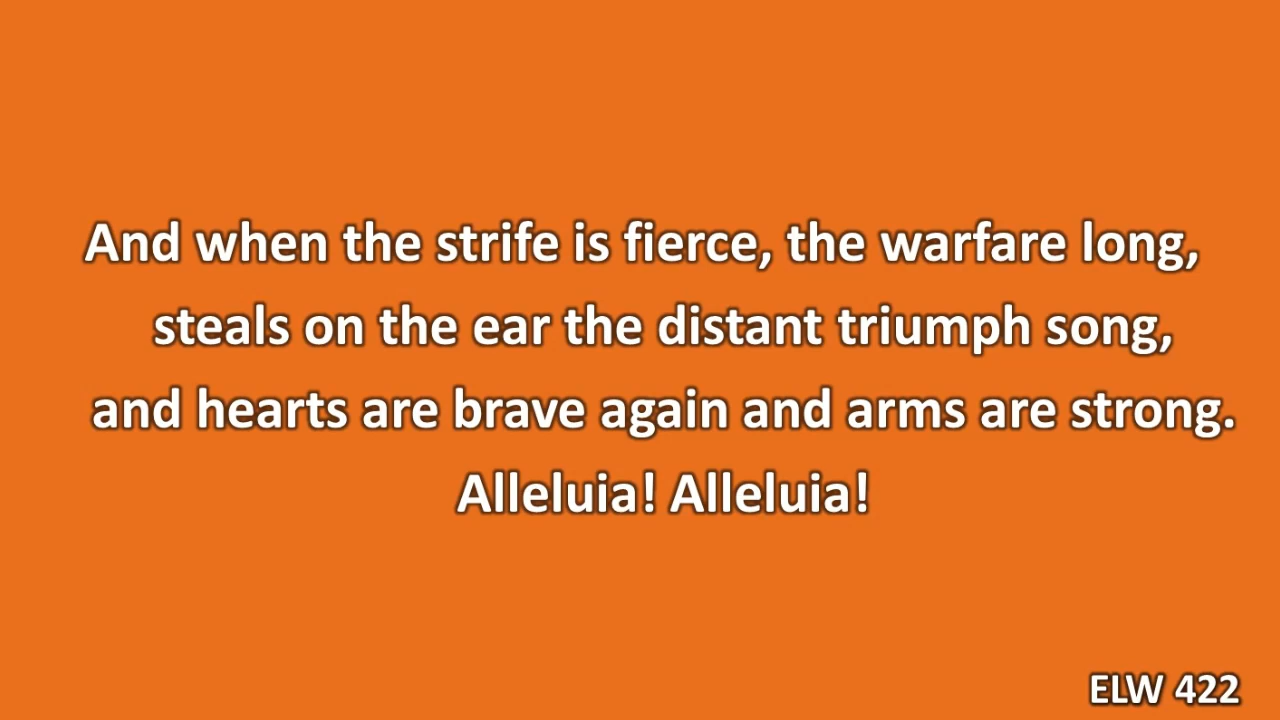 And when the strife is fierce, the warfare long,
steals on the ear the distant triumph song,
and hearts are brave again and arms are strong.
Alleluia! Alleluia!
ELW 422